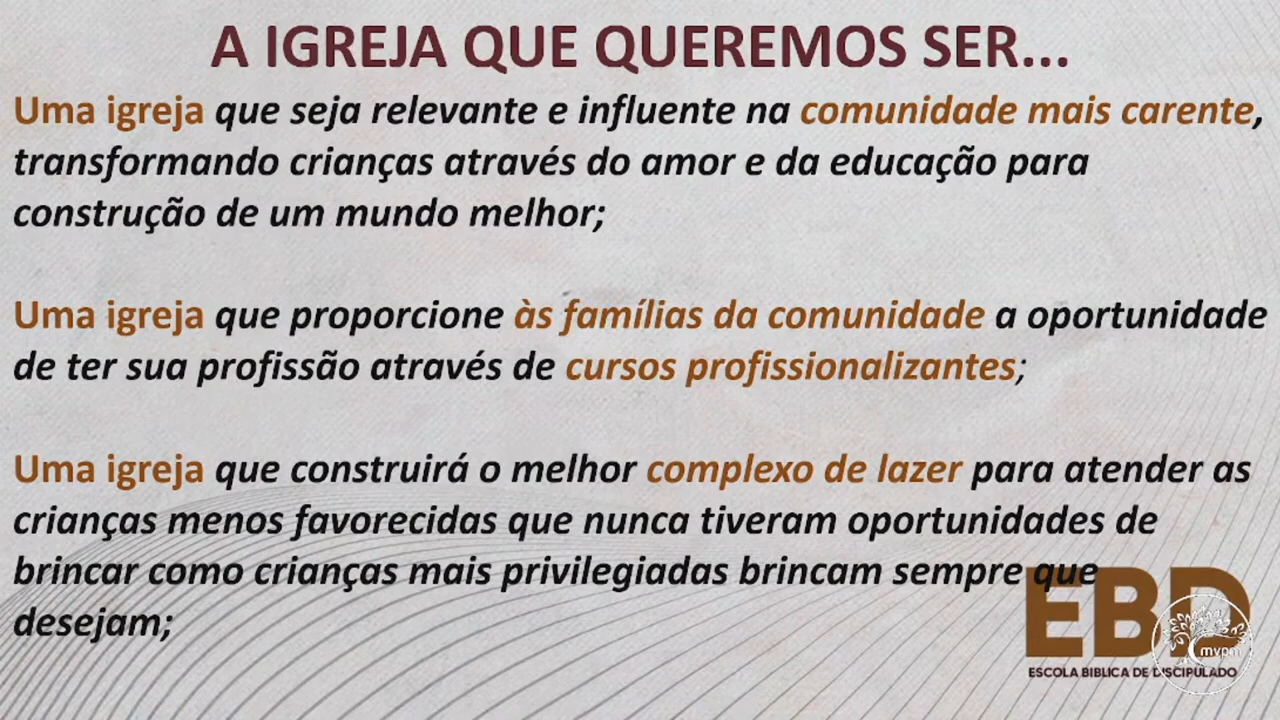 A IGREJA QUE QUEREMOS SER...
Uma igreja que seja relevante e influente na comunidade mais carente,
transformando crianças através do amor e da educação para
construção de um mundo melhor;
Uma igreja que proporcione às famílias da comunidade a oportunidade
de ter sua profissão através de cursos profissionalizantes;
Uma igreja que construirá o melhor complexo de lazer para atender as
crianças menos favorecidas que nunca tiveram oportunidades de
brincar como crianças mais privilegiadas brincam sempre que
desejam;
EBD
mvpm
ESCOLA BIBLICA DE DISCIPULADO